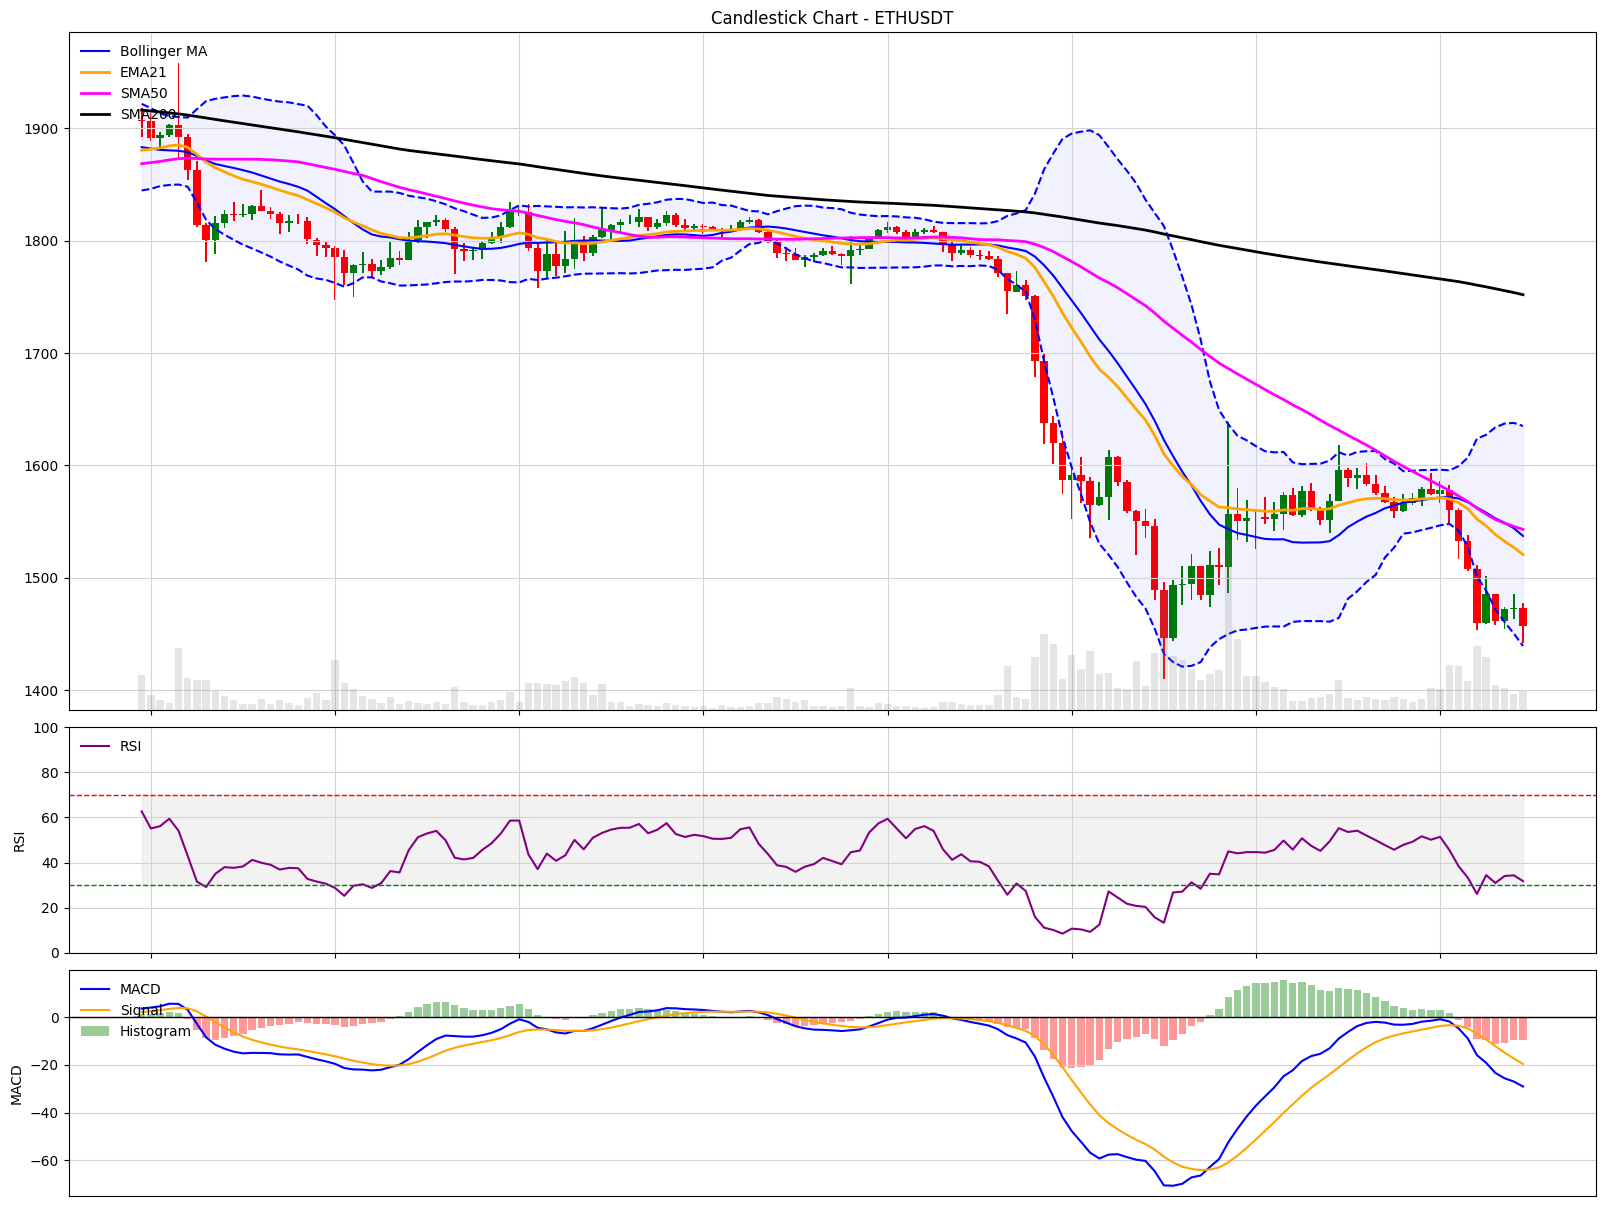 Candlestick Chart - ETHUSDT
Bollinger MA
EMA21
SMA50
SMA200
1900
1800
1700
1600
1500
1400
100
80
60
40
20
0
RSI
RSI
0
−20
−40
−60
MACD
MACD
Signal
Histogram